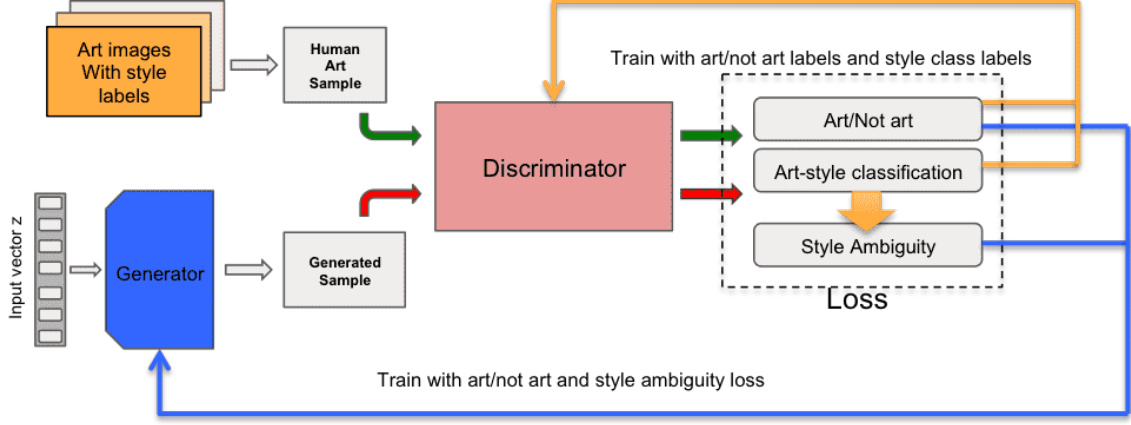 Art images
With style
labels
Human
Art
Sample
Train with art/not art labels and style class labels
Discriminator
Art/Not art
Art-style classification
Style Ambiguity
Loss
Input vector z
Generator
Generated
Sample
Train with art/not art and style ambiguity loss